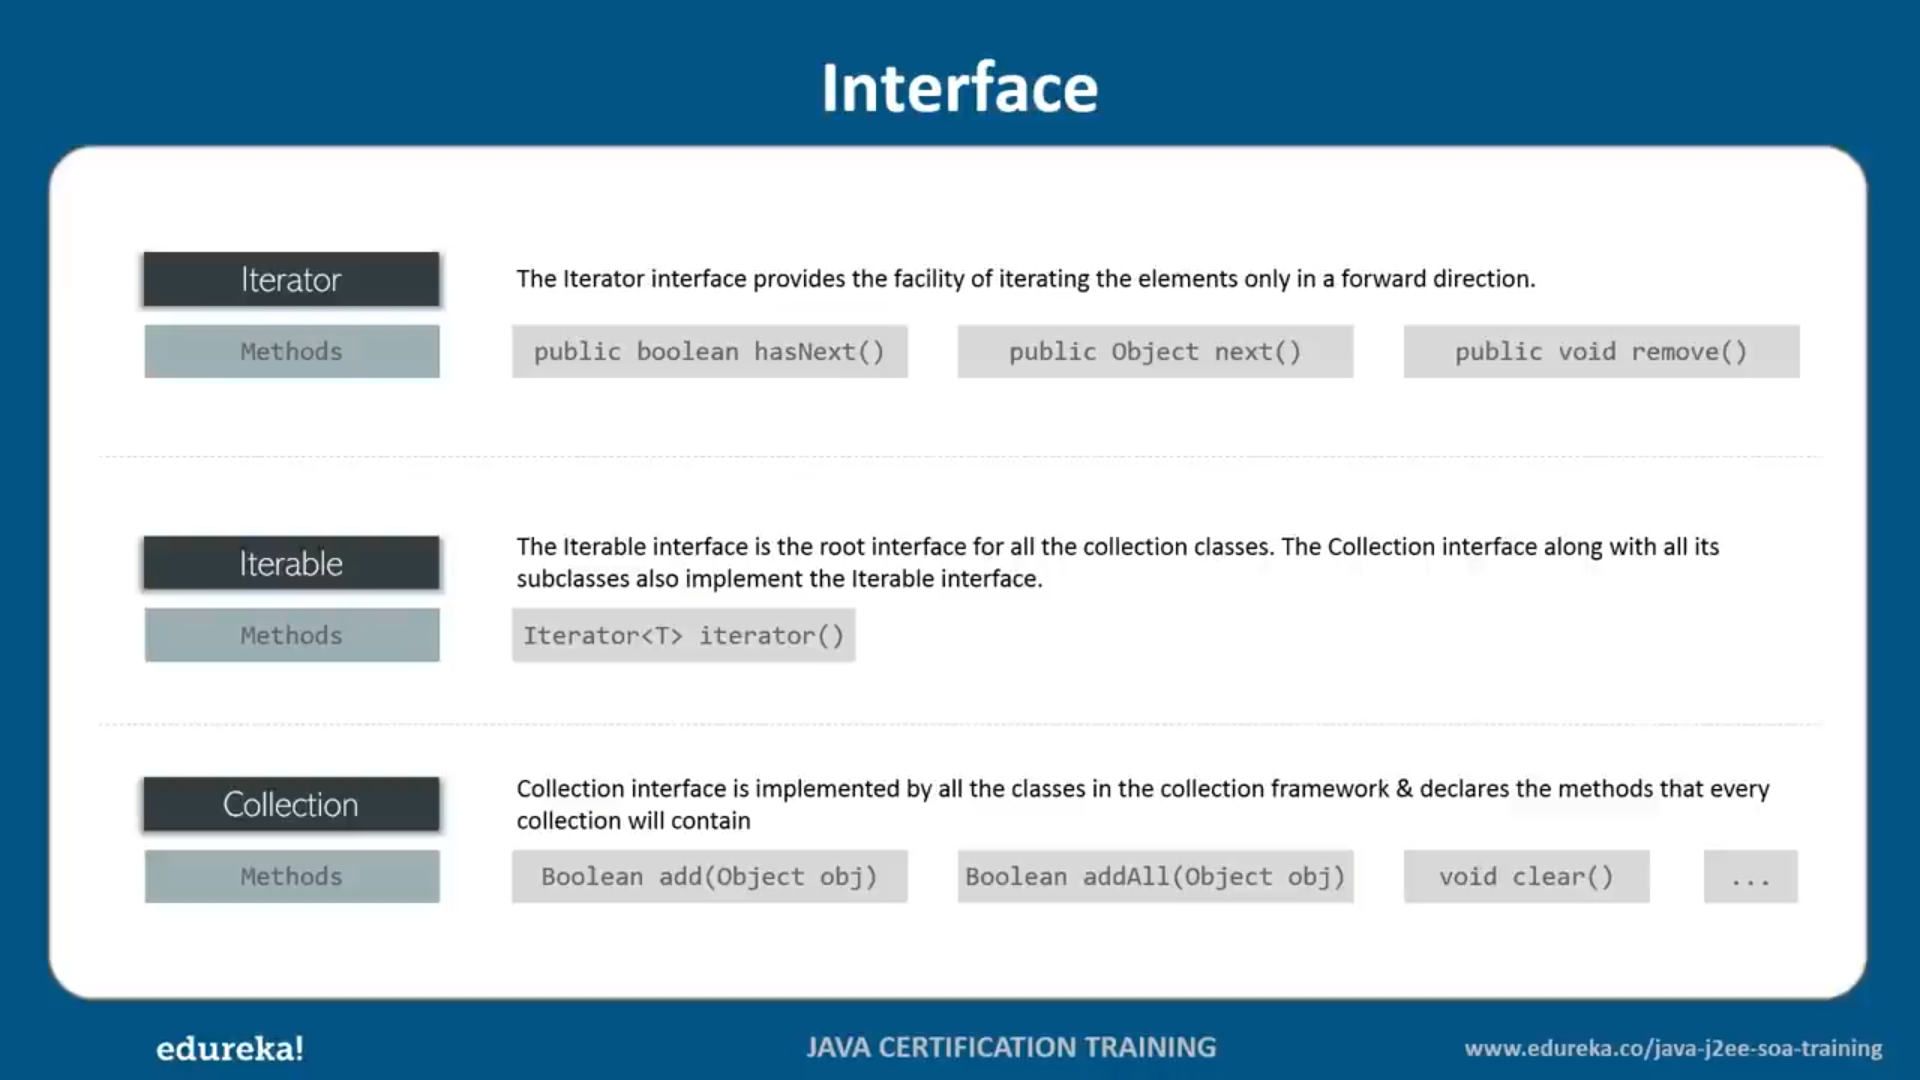 Interface
Iterator
The Iterator interface provides the facility of iterating the elements only in a forward direction.
Methods
public boolean hasNext()
public Object next()
public void remove()
Iterable
The Iterable interface is the root interface for all the collection classes. The Collection interface along with all its
subclasses also implement the Iterable interface.
Methods
Iterator<T> iterator()
Collection
Collection interface is implemented by all the classes in the collection framework & declares the methods that every
collection will contain
Methods
Boolean add(Object obj)
Boolean addAll(Object obj)
void clear()
...
edureka!
JAVA CERTIFICATION TRAINING
www.edureka.co/java-j2ee-soa-training